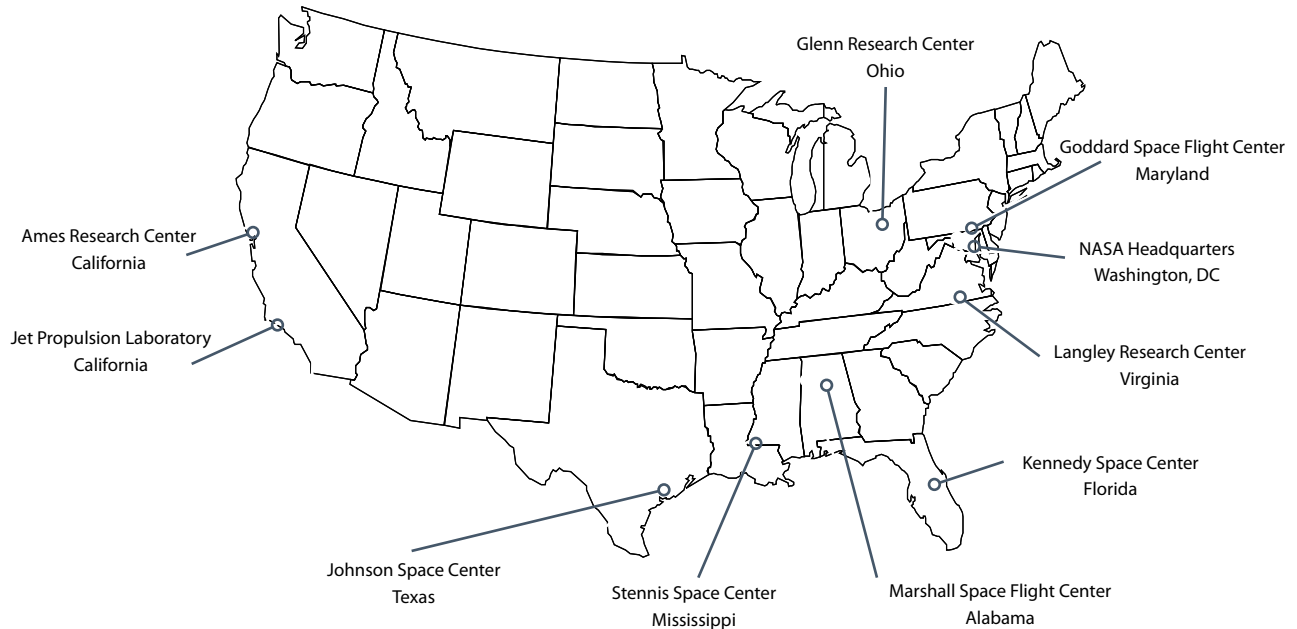 Glenn Research Center
Ohio
Goddard Space Flight Center
Maryland
Ames Research Center
California
NASA Headquarters
Washington, DC
Jet Propulsion Laboratory
California
Langley Research Center
Virginia
Kennedy Space Center
Florida
Johnson Space Center
Texas
Stennis Space Center
Mississippi
Marshall Space Flight Center
Alabama